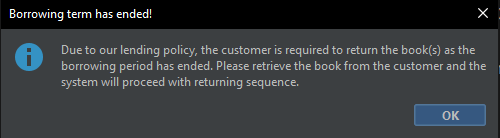 Borrowing term has ended!
Due to our lending policy, the customer is required to return the book(s) as the
borrowing period has ended. Please retrieve the book from the customer and the
system will proceed with returning sequence.
OK